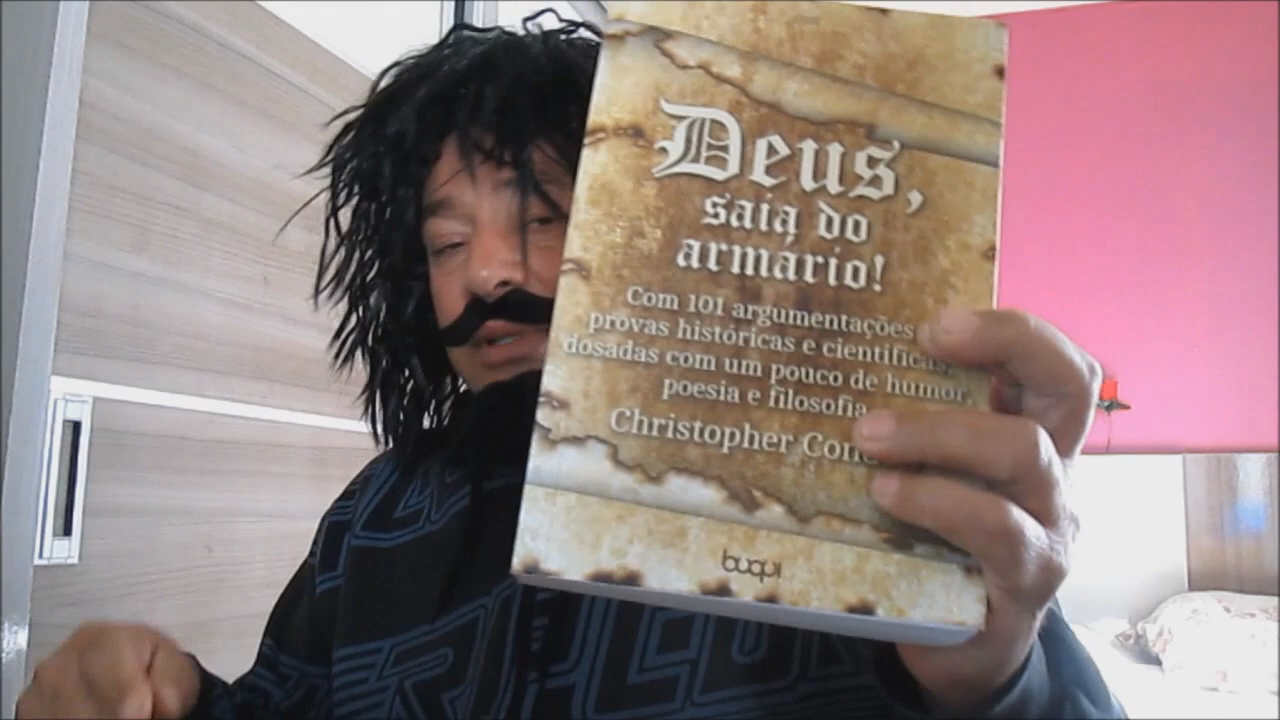 Deus,
saia do
armário!
Com 101 argumentações
provas históricas e científicas,
dosadas com um pouco de humor,
poesia e filosofia
Christopher
buqui